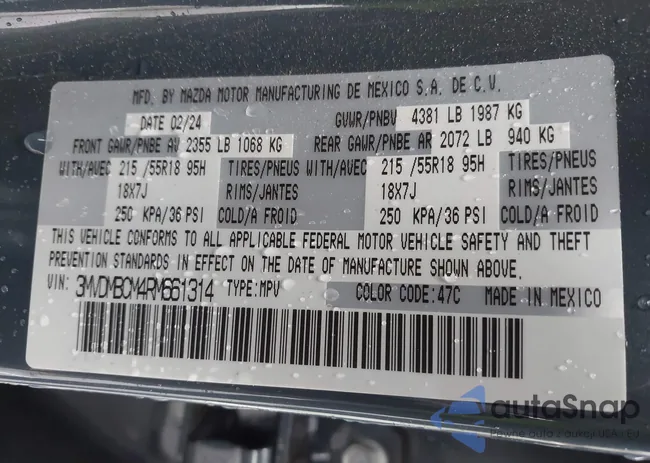 MFD. BY MAZDA MOTOR MANUFACTURING DE MEXICO S.A. DE C.V.
DATE 02/24 GVWR/PNBV 4381 LB 1987 KG
FRONT GAWR/PNBE AV 2355 LB 1068 KG REAR GAWR/PNBE AR 2072 LB 940 KG
WITH/AVEC 215 /55R18 95H TIRES/PNEUS WITH/AVEC 215 /55R18 95H TIRES/PNEUS
18X7J RIMS/JANTES 18X7J RIMS/JANTES
250 KPA/36 PSI COLD/A FROID 250 KPA/36 PSI COLD/A FROID
THIS VEHICLE CONFORMS TO ALL APPLICABLE FEDERAL MOTOR VEHICLE SAFETY AND THEFT
PREVENTION STANDARDS IN EFFECT ON THE DATE OF MANUFACTURE SHOWN ABOVE.
VIN: 3MVDMBCM4RM661314 TYPE:MPV COLOR CODE:47C MADE IN MEXICO
autoSnap
Pewne auta z aukcji USA i EU